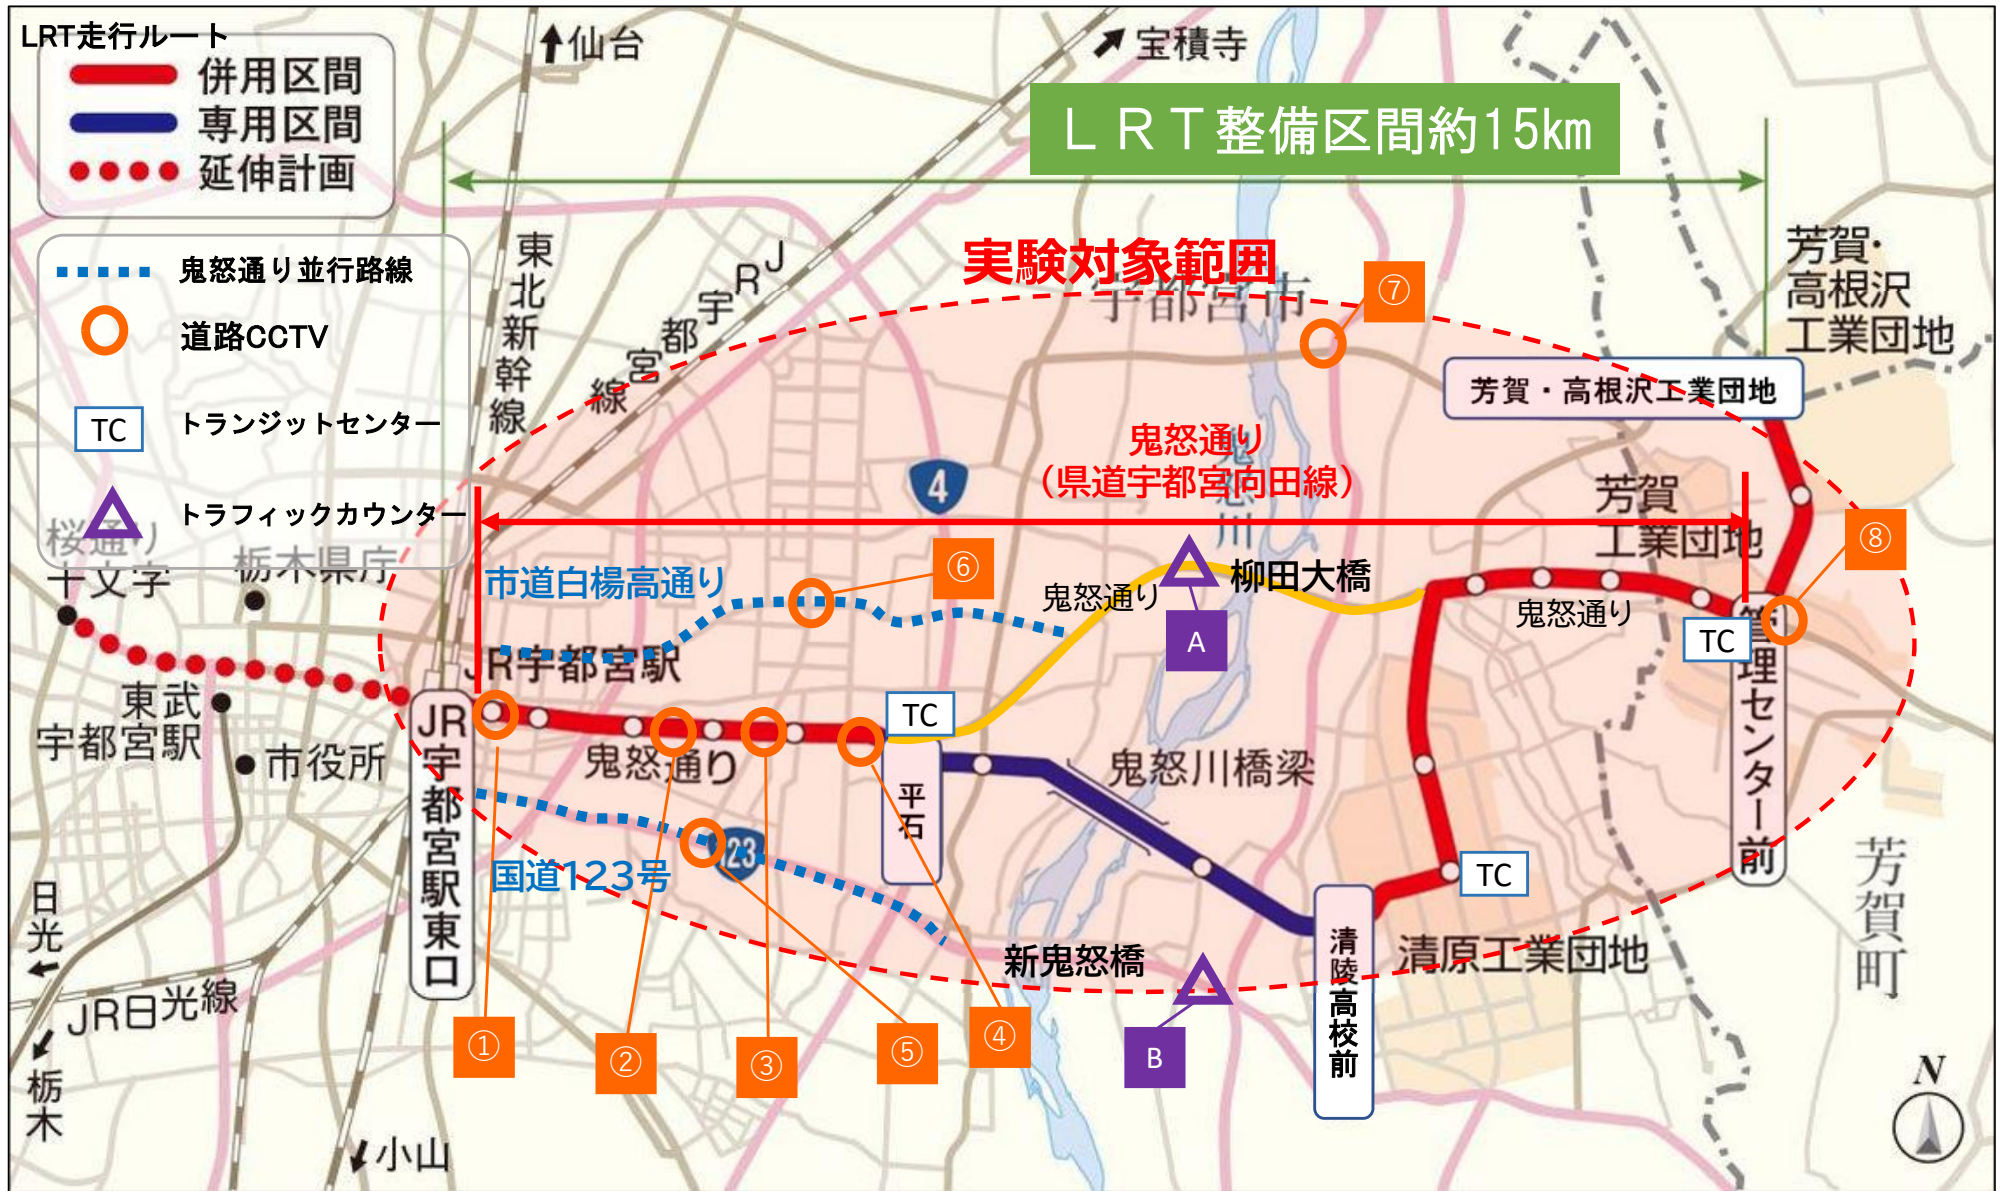 LRT走行ルート
併用区間
専用区間
延伸計画
鬼怒通り並行路線
道路CCTV
TC
トランジットセンター
トラフィックカウンター
仙台
宝積寺
LRT整備区間約15km
実験対象範囲
宇都宮市
東北新幹線
JR宇都宮線
⑦
芳賀・
高根沢
工業団地
芳賀・高根沢工業団地
鬼怒通り
(県道宇都宮向田線)
鬼怒川
4
芳賀
工業団地
⑧
桜通り
十文字
栃木県庁
市道白楊高通り
⑥
鬼怒通り
柳田大橋
A
鬼怒通り
TC
管理センター前
JR宇都宮駅
東武
宇都宮駅
市役所
JR宇都宮駅東口
鬼怒通り
TC
平石
鬼怒川橋梁
国道123号
123
TC
清原工業団地
芳賀町
新鬼怒橋
清陵高校前
日光
JR日光線
栃木
小山
①
②
③
⑤
④
B
N